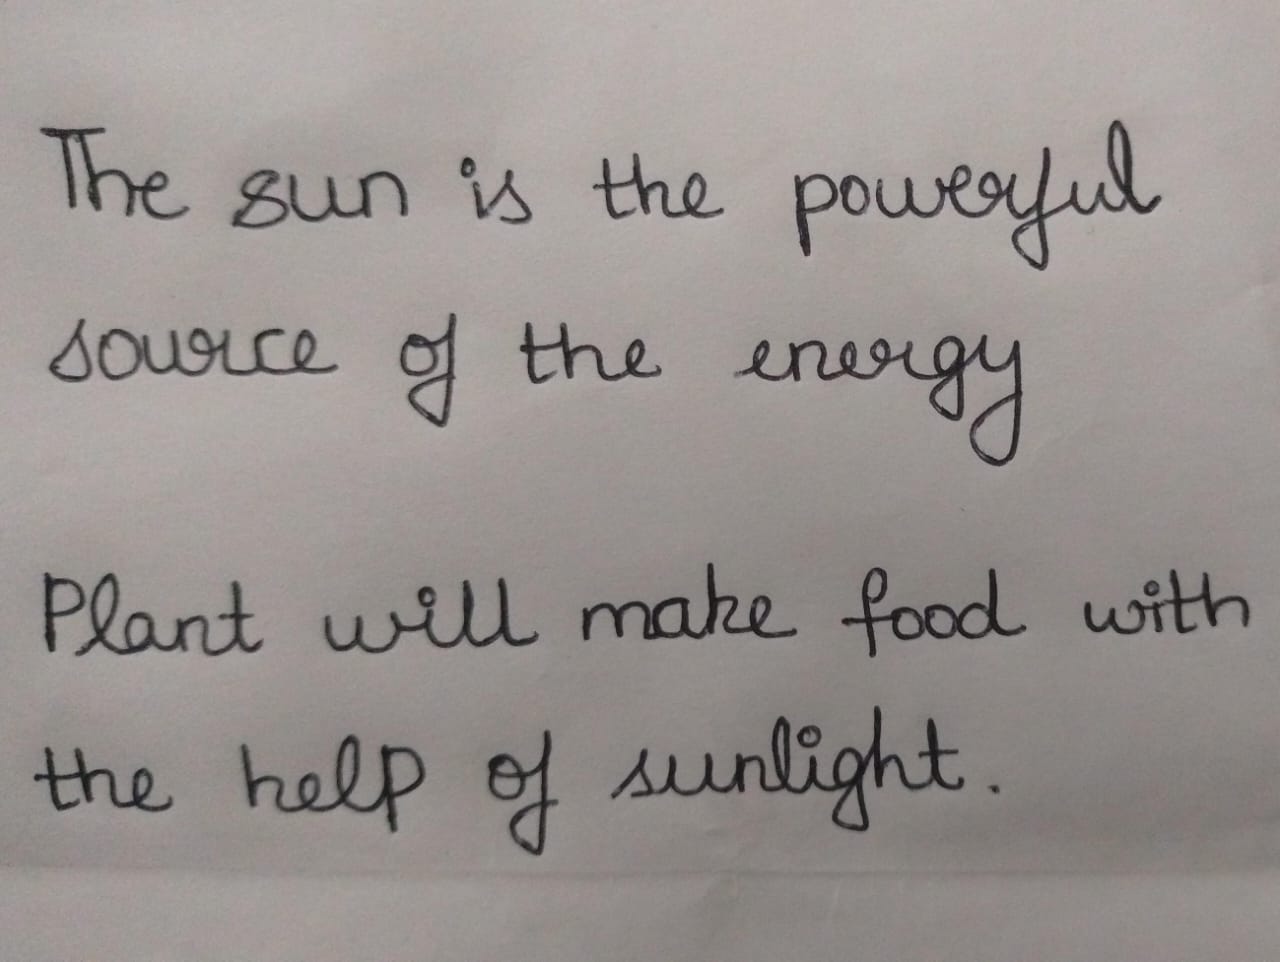 The sun is the powerful
source of the energy
Plant will make food with
the help of sunlight.